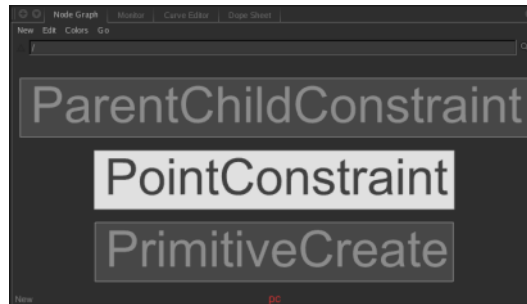 Node Graph Monitor Curve Editor Dope Sheet
New Edit Colors Go
/
ParentChildConstraint
PointConstraint
PrimitiveCreate
New pc